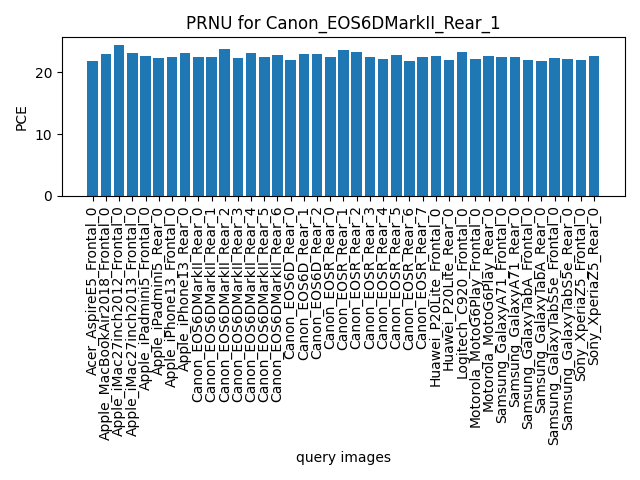 PRNU for Canon_EOS6DMarkII_Rear_1
PCE
20
10
0
Acer_AspireE5_Frontal_0
Apple_MacBookAir2018_Frontal_0
Apple_iMac27inch2012_Frontal_0
Apple_iMac27inch2013_Frontal_0
Apple_iPadmini5_Frontal_0
Apple_iPadmini5_Rear_0
Apple_iPhone13_Frontal_0
Apple_iPhone13_Rear_0
Canon_EOS6DMarkII_Rear_0
Canon_EOS6DMarkII_Rear_1
Canon_EOS6DMarkII_Rear_2
Canon_EOS6DMarkII_Rear_3
Canon_EOS6DMarkII_Rear_4
Canon_EOS6DMarkII_Rear_5
Canon_EOS6DMarkII_Rear_6
Canon_EOS6D_Rear_0
Canon_EOS6D_Rear_1
Canon_EOS6D_Rear_2
Canon_EOSR_Rear_0
Canon_EOSR_Rear_1
Canon_EOSR_Rear_2
Canon_EOSR_Rear_3
Canon_EOSR_Rear_4
Canon_EOSR_Rear_5
Canon_EOSR_Rear_6
Canon_EOSR_Rear_7
Huawei_P20Lite_Frontal_0
Huawei_P20Lite_Rear_0
Logitech_C920_Frontal_0
Motorola_MotoG6Play_Frontal_0
Motorola_MotoG6Play_Rear_0
Samsung_GalaxyA71_Frontal_0
Samsung_GalaxyA71_Rear_0
Samsung_GalaxyTabA_Frontal_0
Samsung_GalaxyTabA_Rear_0
Samsung_GalaxyTabS5e_Frontal_0
Samsung_GalaxyTabS5e_Rear_0
Sony_XperiaZ5_Frontal_0
Sony_XperiaZ5_Rear_0
query images